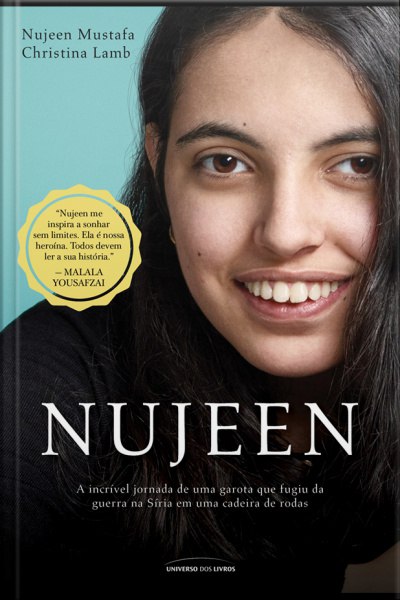 Nujeen Mustafa
Christina Lamb
“Nujeen me
inspira a sonhar
sem limites. Ela é nossa
heroína. Todos devem
ler a sua história.”
— MALALA
YOUSAFZAI
NUJEEN
A incrível jornada de uma garota que fugiu da
guerra na Síria em uma cadeira de rodas
UNIVERSO DOS LIVROS